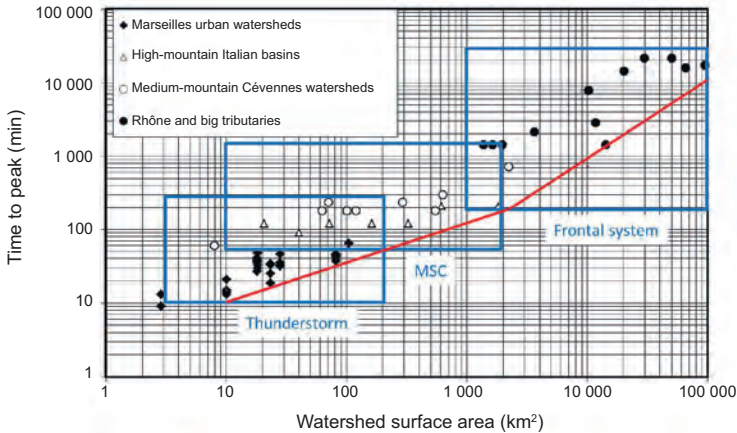 100 000
10 000
1 000
100
10
1
Time to peak (min)
Marseilles urban watersheds
High-mountain Italian basins
Medium-mountain Cévennes watersheds
Rhône and big tributaries
Frontal system
MSC
Thunderstorm
1 10 100 1 000 10 000 100 000
Watershed surface area (km²)